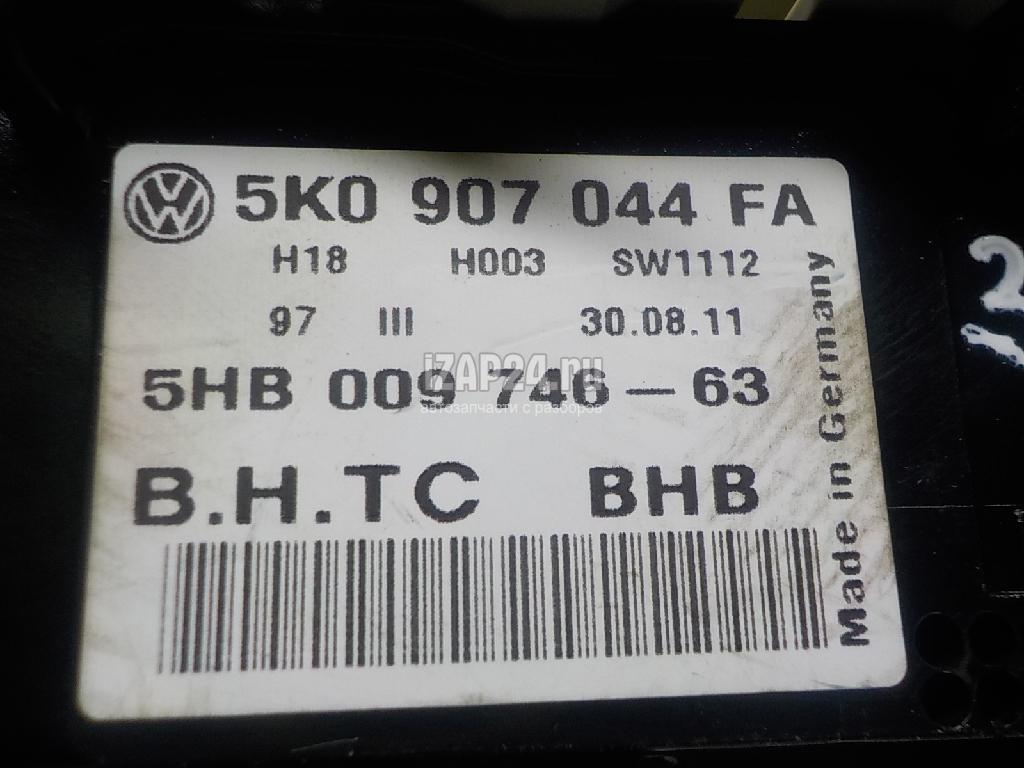 5K0 907 044 FA
H18 H003 SW1112
97 III 30.08.11
iZAP24.ru
5HB 009 746-63
автозапчасти с разборов
B.H.TC BHB
Made in Germany
2